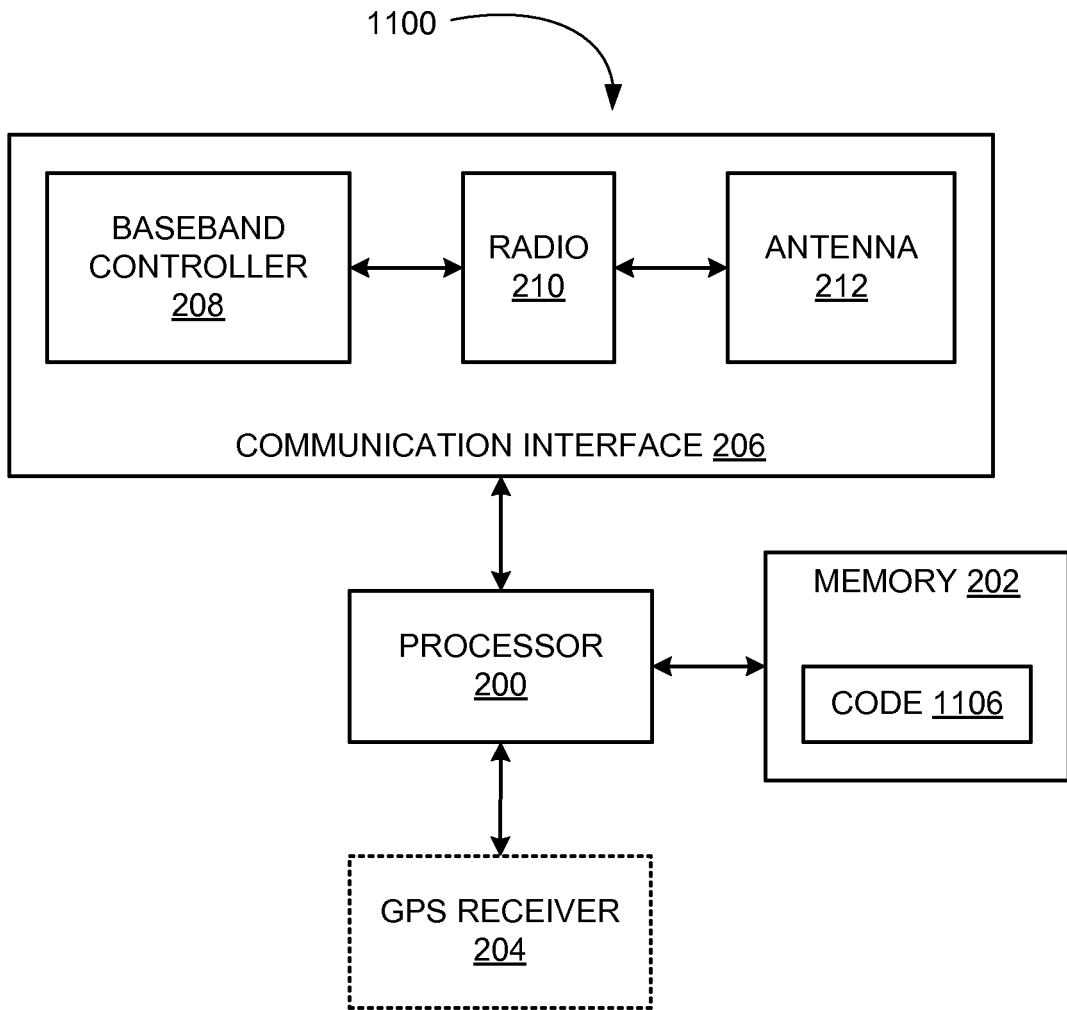 1100
BASEBAND
CONTROLLER
208
RADIO
210
ANTENNA
212
COMMUNICATION INTERFACE 206
PROCESSOR
200
MEMORY 202
CODE 1106
GPS RECEIVER
204